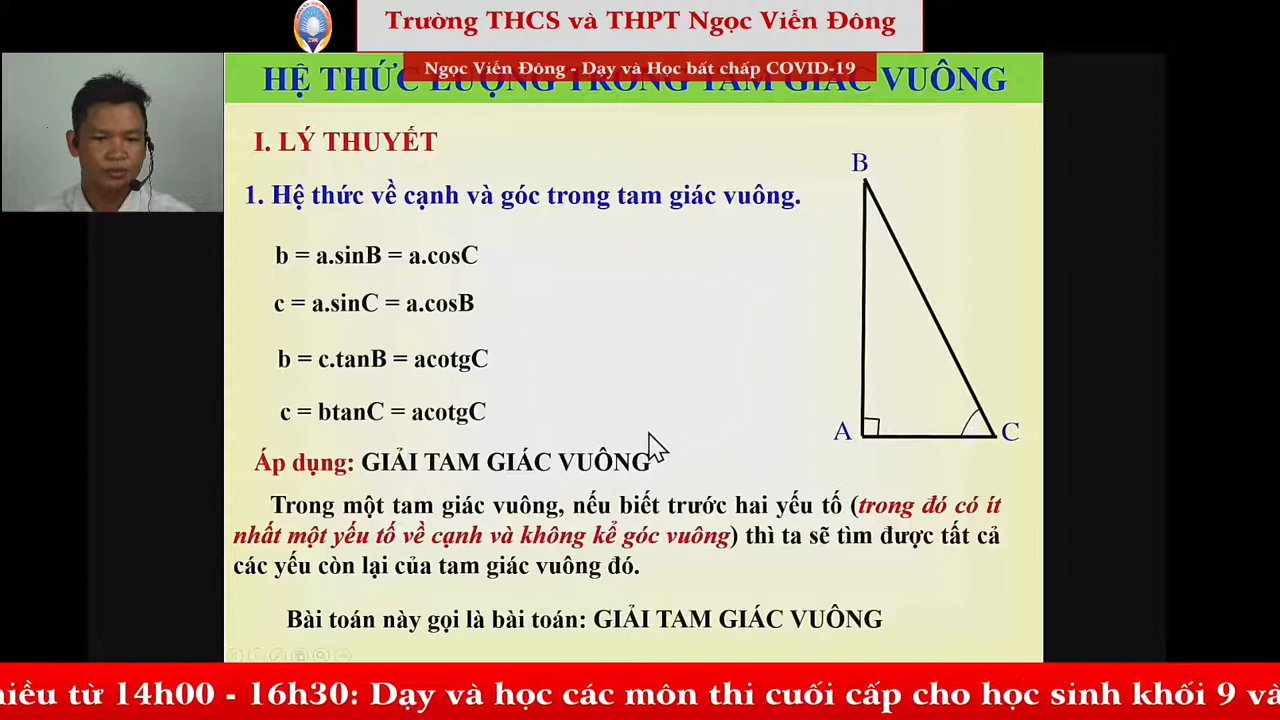 Trường THCS và THPT Ngọc Viễn Đông
Ngọc Viễn Đông - Dạy và Học bất chấp COVID-19
HỆ THỨC LƯỢNG TRONG TAM GIÁC VUÔNG
I. LÝ THUYẾT
1. Hệ thức về cạnh và góc trong tam giác vuông.
b = a.sinB = a.cosC
c = a.sinC = a.cosB
b = c.tanB = acotgC
c = btanC = acotgC
B
A
C
Áp dụng: GIẢI TAM GIÁC VUÔNG
Trong một tam giác vuông, nếu biết trước hai yếu tố (trong đó có ít
nhất một yếu tố về cạnh và không kể góc vuông) thì ta sẽ tìm được tất cả
các yếu còn lại của tam giác vuông đó.
Bài toán này gọi là bài toán: GIẢI TAM GIÁC VUÔNG
từ 14h00 - 16h30: Dạy và học các môn thi cuối cấp cho học sinh khối 9